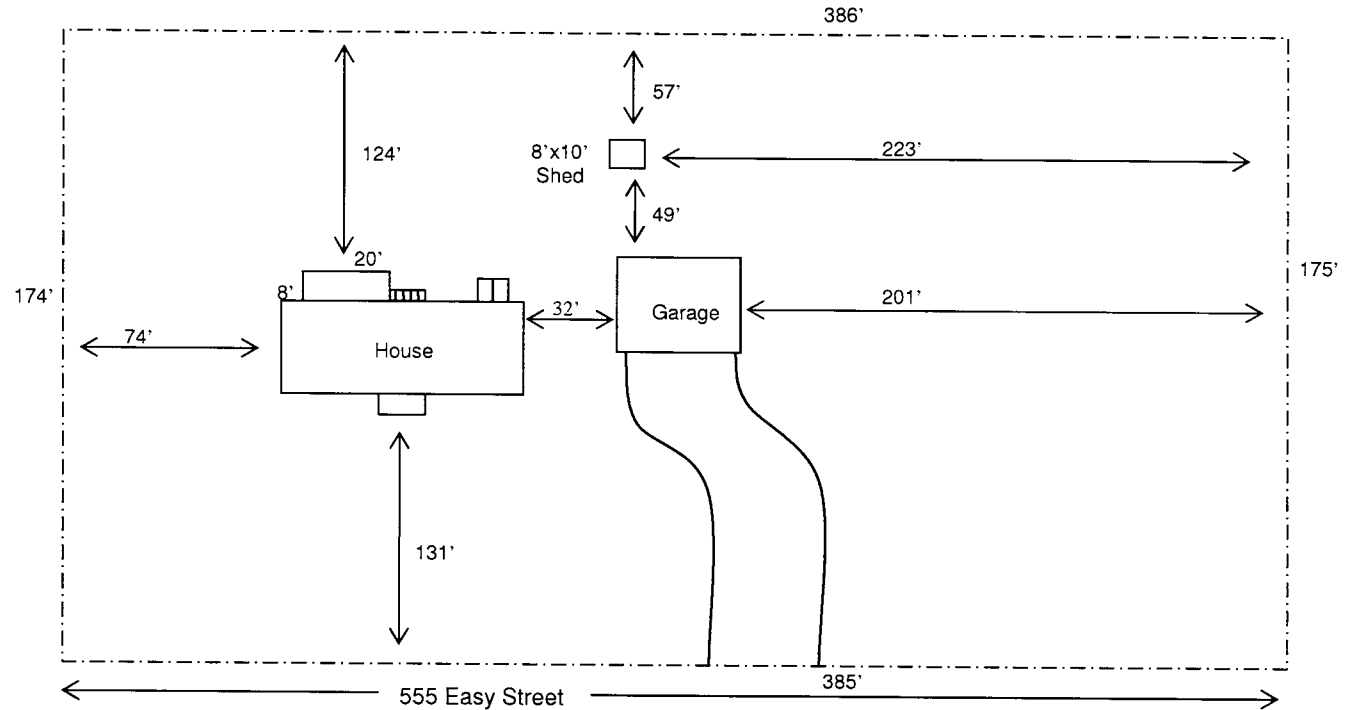 386'
57'
124'
8'x10'
Shed
223'
49'
20'
174'
8'
175'
32'
Garage
201'
74'
House
131'
555 Easy Street
385'